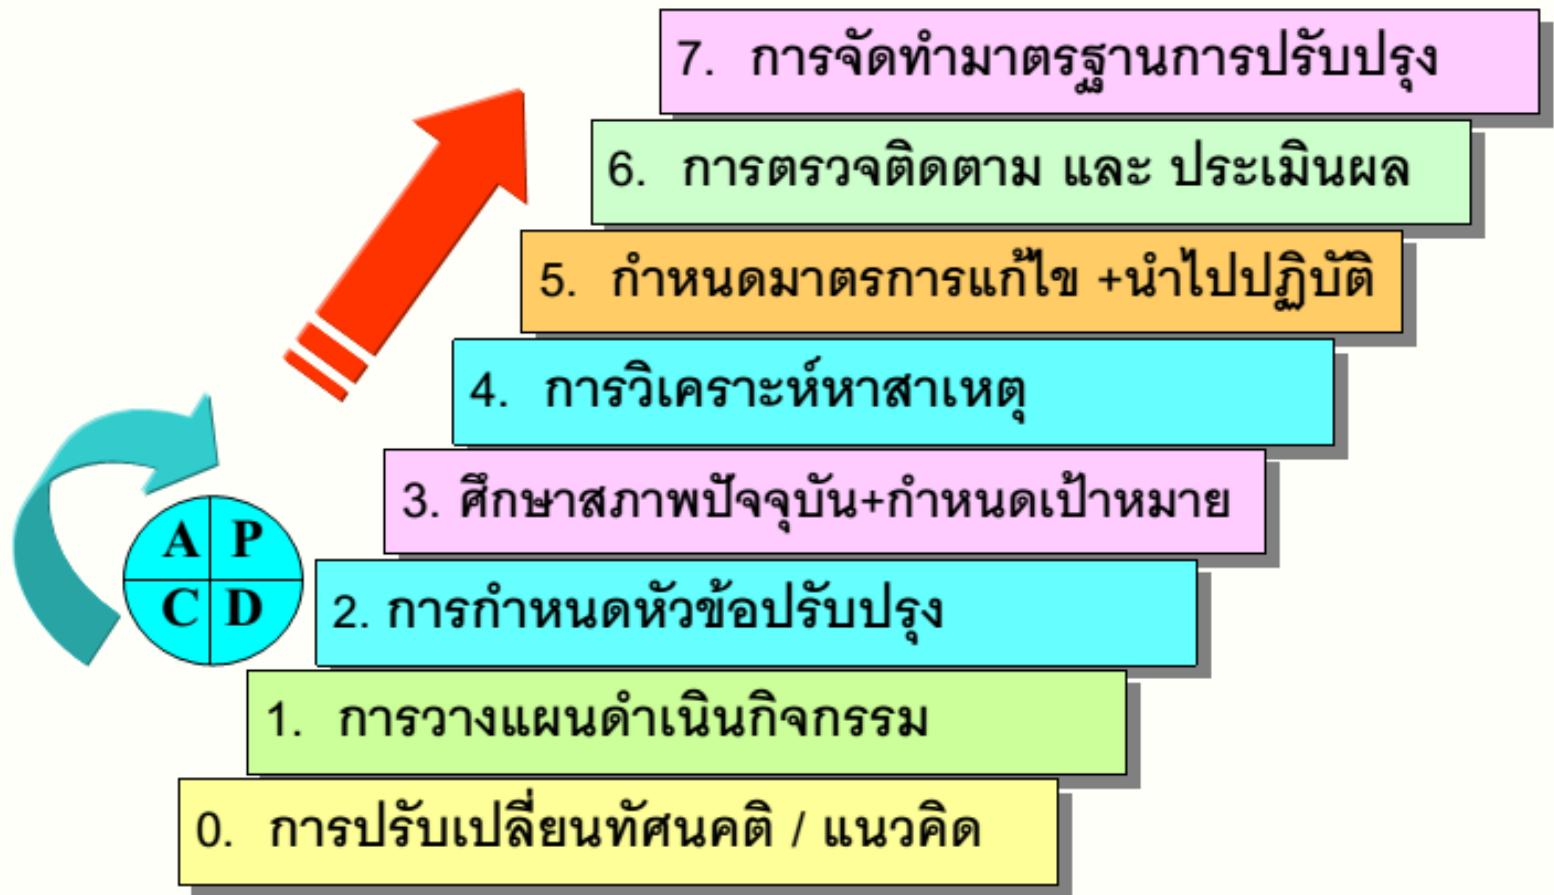 7. การจัดทำมาตรฐานการปรับปรุง
6. การตรวจติดตาม และ ประเมินผล
5. กำหนดมาตรการแก้ไข +นำไปปฏิบัติ
4. การวิเคราะห์หาสาเหตุ
3. ศึกษาสภาพปัจจุบัน+กำหนดเป้าหมาย
A P
C D
2. การกำหนดหัวข้อปรับปรุง
1. การวางแผนดำเนินกิจกรรม
0. การปรับเปลี่ยนทัศนคติ / แนวคิด